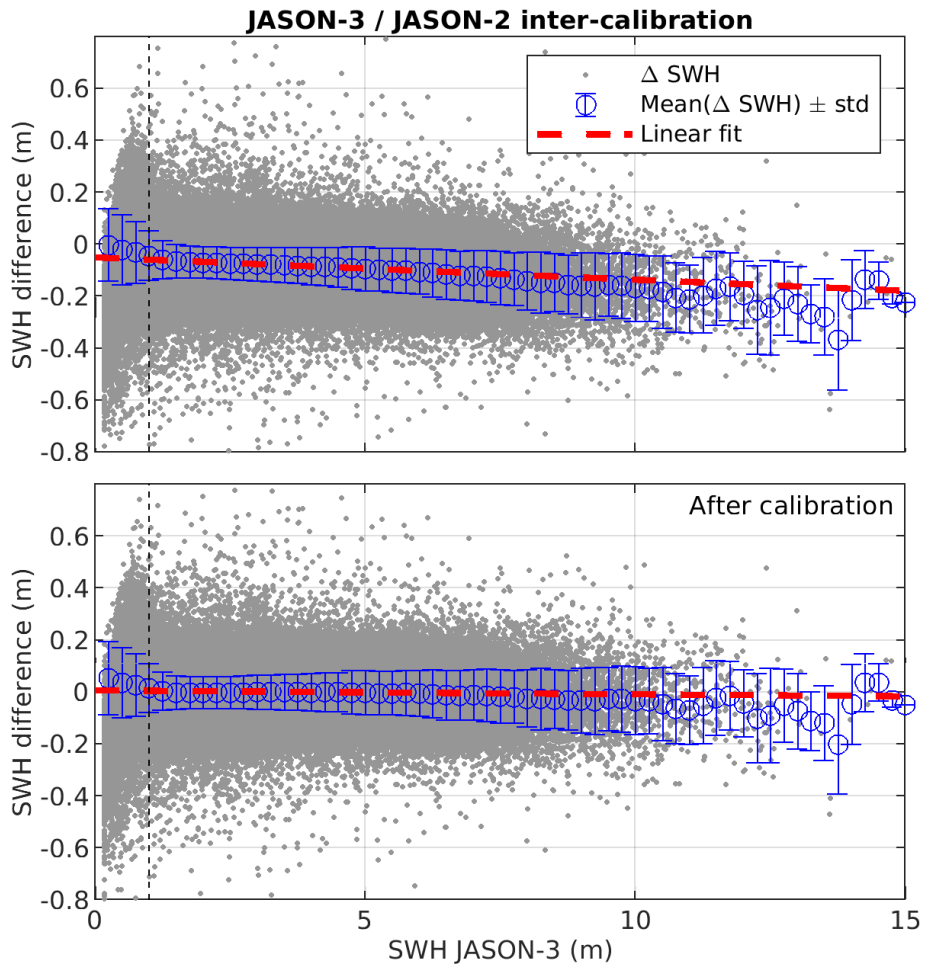 JASON-3 / JASON-2 inter-calibration
Δ SWH
Mean(Δ SWH) ± std
Linear fit
0.6
0.4
0.2
0
-0.2
-0.4
-0.6
-0.8
SWH difference (m)
After calibration
0.6
0.4
0.2
0
-0.2
-0.4
-0.6
-0.8
SWH difference (m)
0 5 10 15
SWH JASON-3 (m)